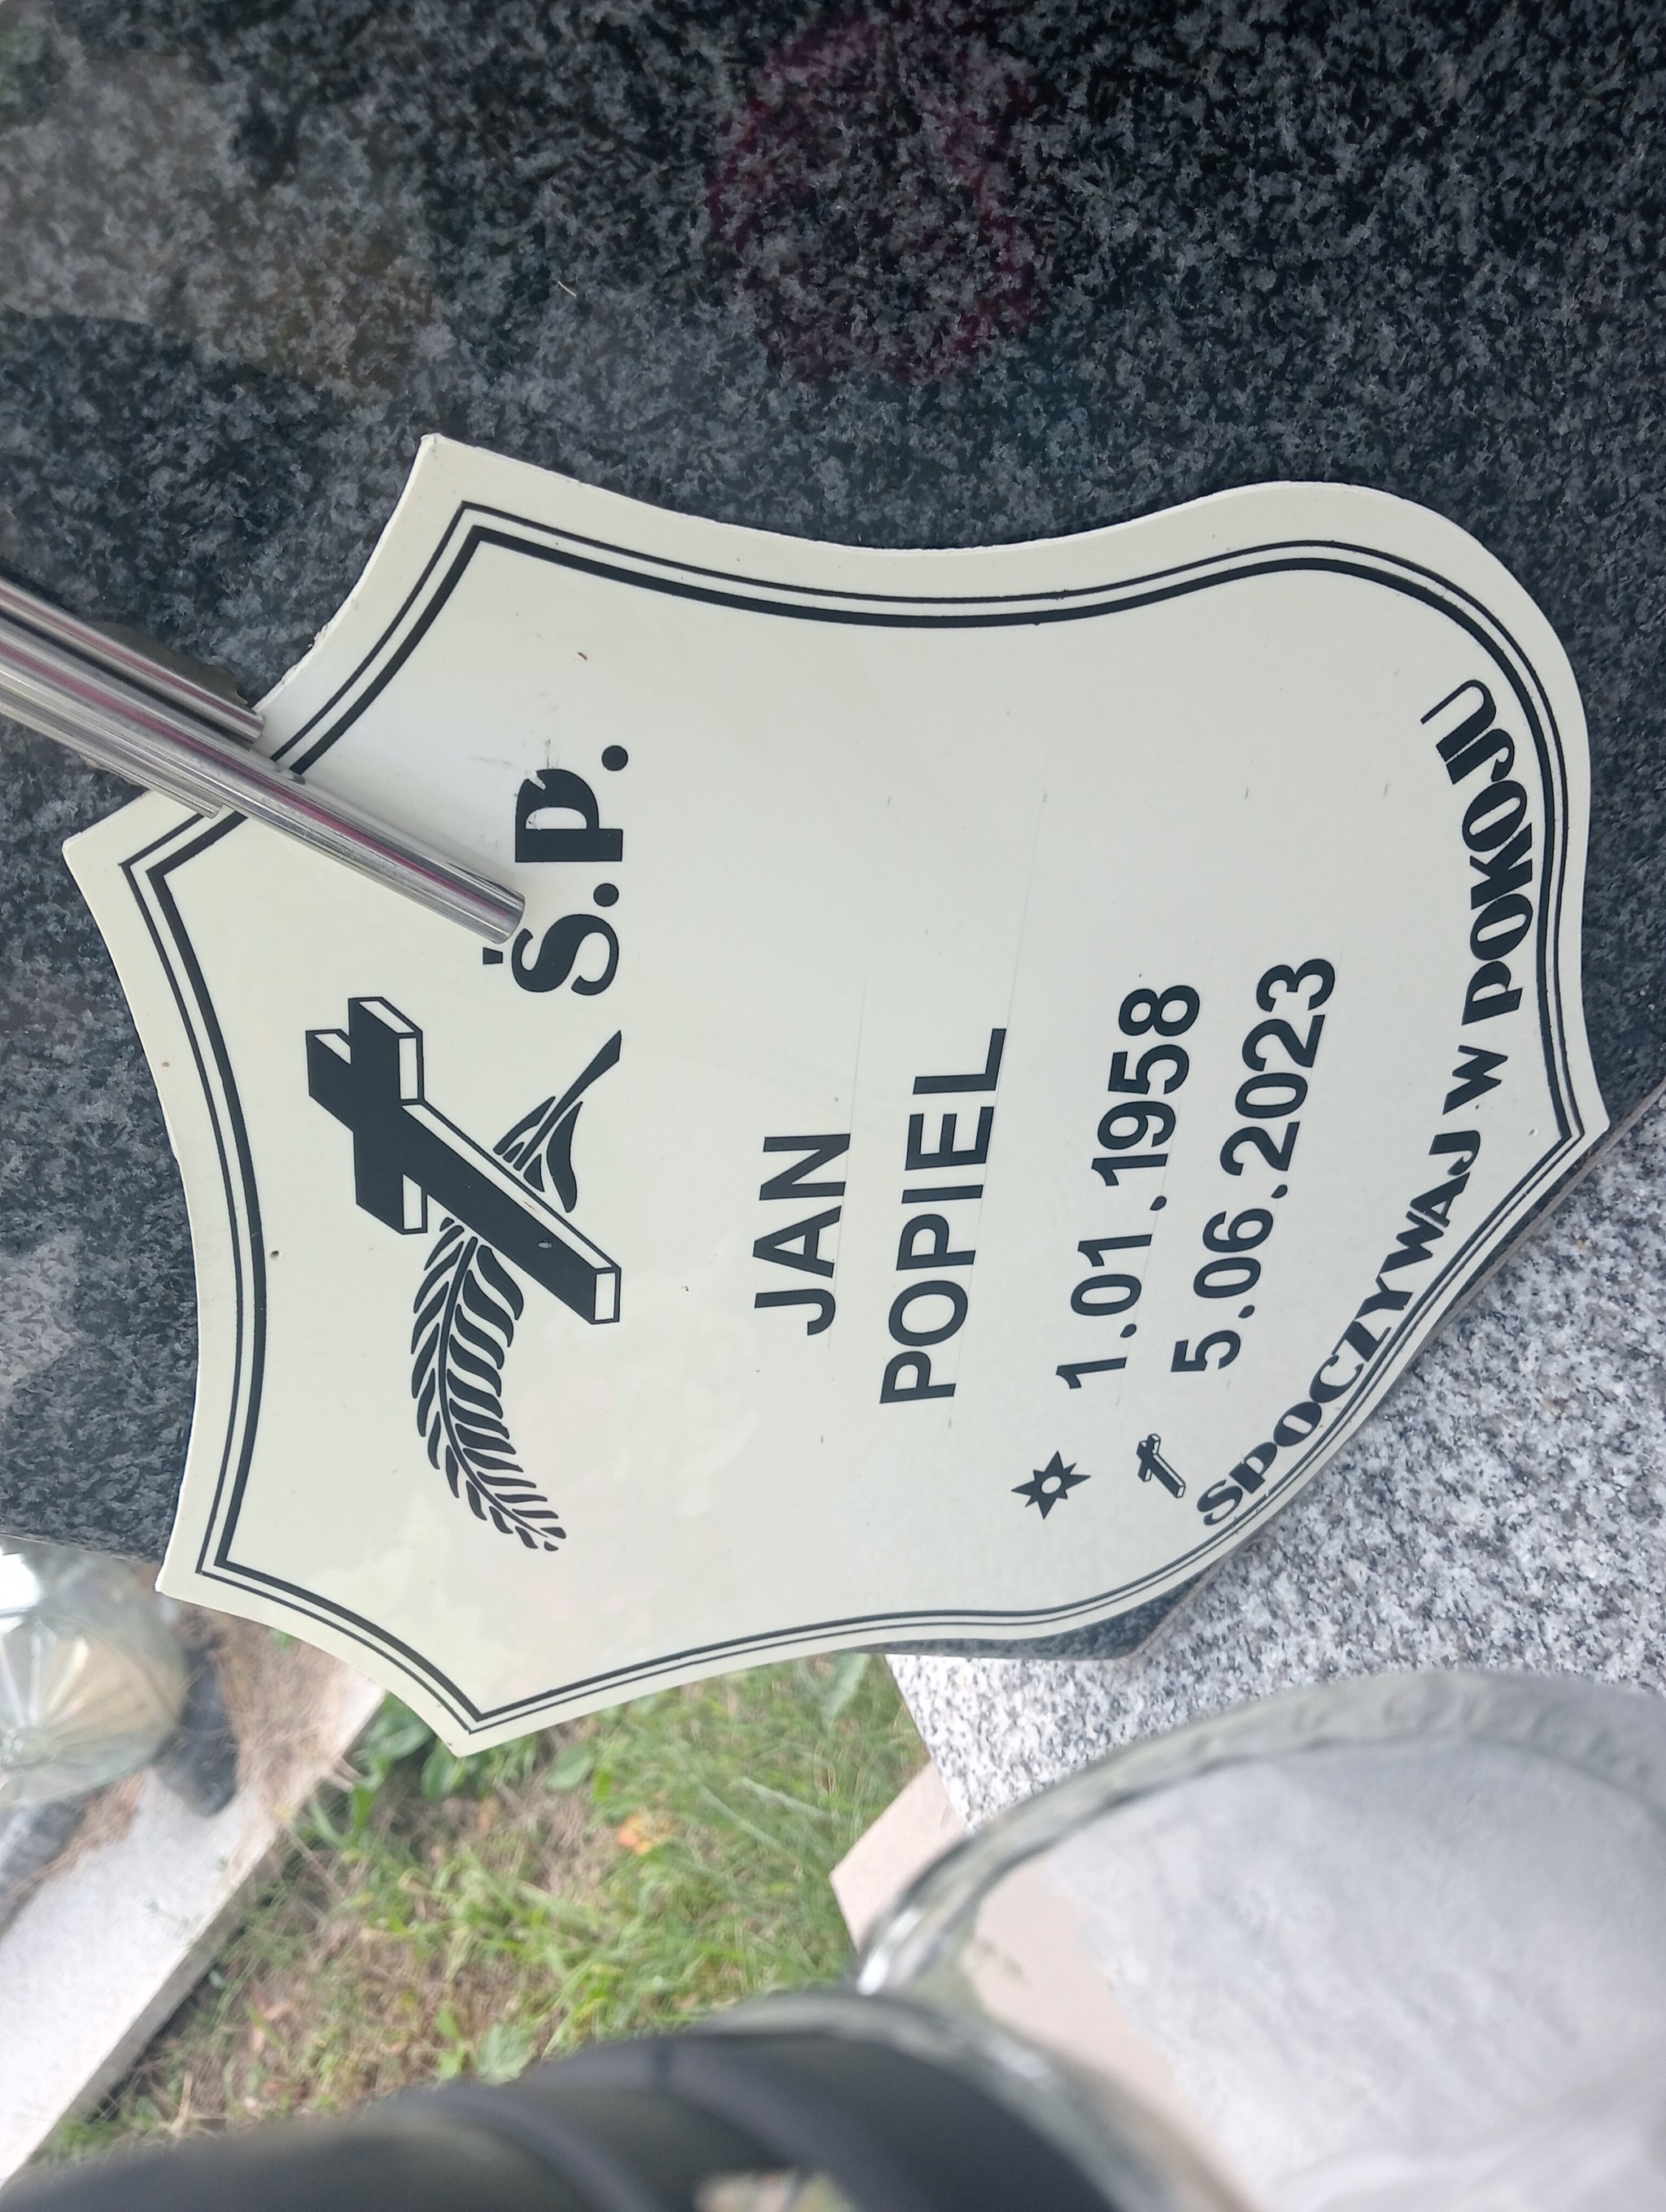 Ś.P.
JAN
POPIEL
1.01.1958
5.06.2023
SPOCZYWAJ W POKOJU